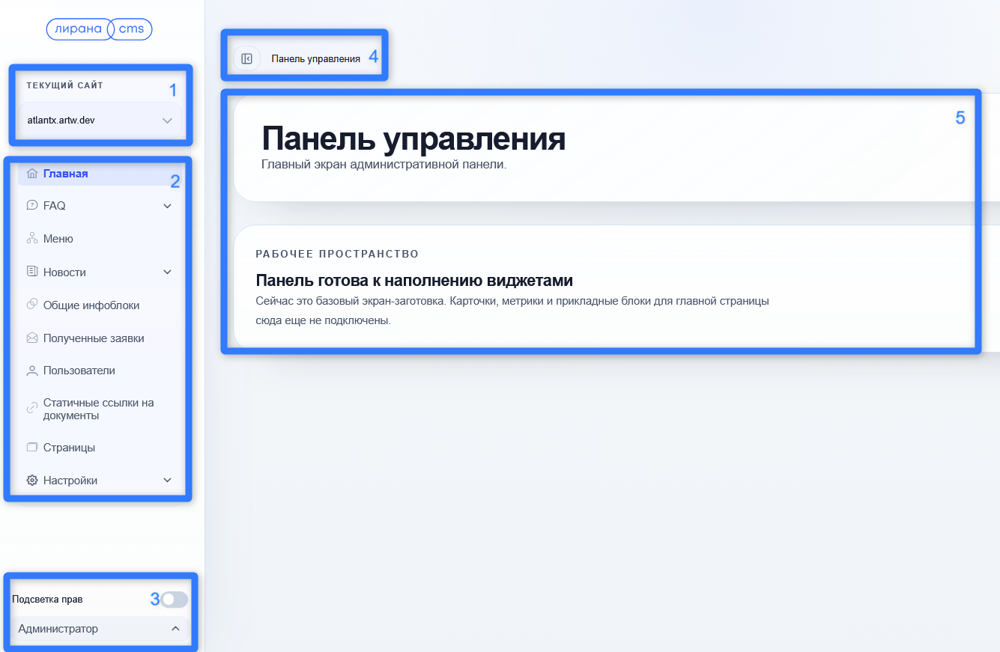 лирана cms
ТЕКУЩИЙ САЙТ
1
atlantx.artw.dev
Главная
2
FAQ
Меню
Новости
Общие инфоблоки
Полученные заявки
Пользователи
Статичные ссылки на
документы
Страницы
Настройки
Подсветка прав
3
Администратор
Панель управления
4
5
Панель управления
Главный экран административной панели.
РАБОЧЕЕ ПРОСТРАНСТВО
Панель готова к наполнению виджетами
Сейчас это базовый экран-заготовка. Карточки, метрики и прикладные блоки для главной страницы
сюда еще не подключены.